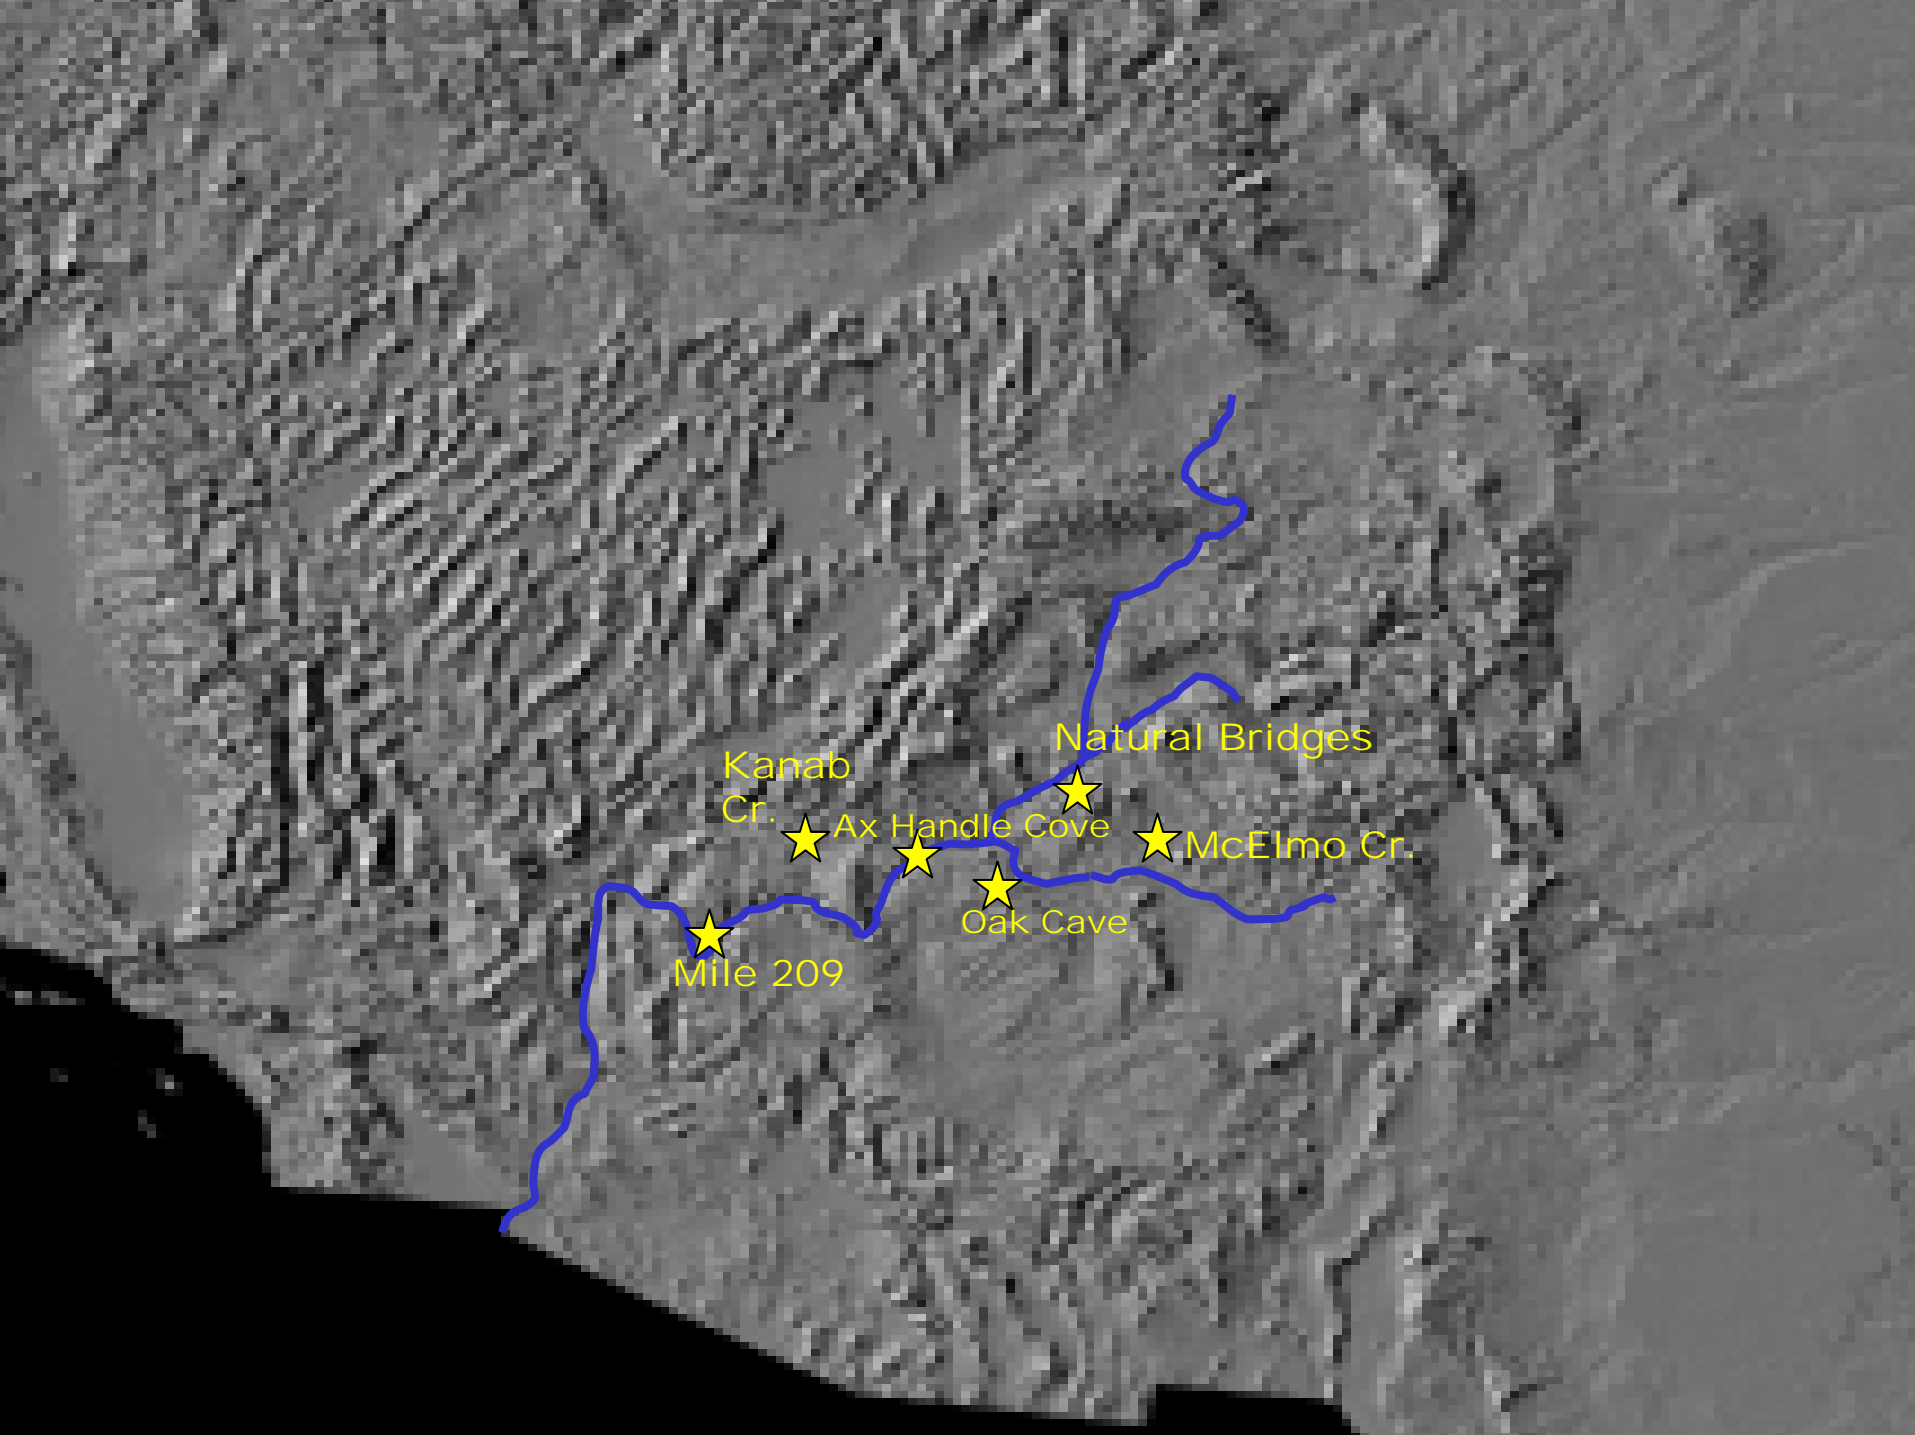 Natural Bridges
Kanab
Cr.
Ax Handle Cove
McElmo Cr.
Oak Cave
Mile 209